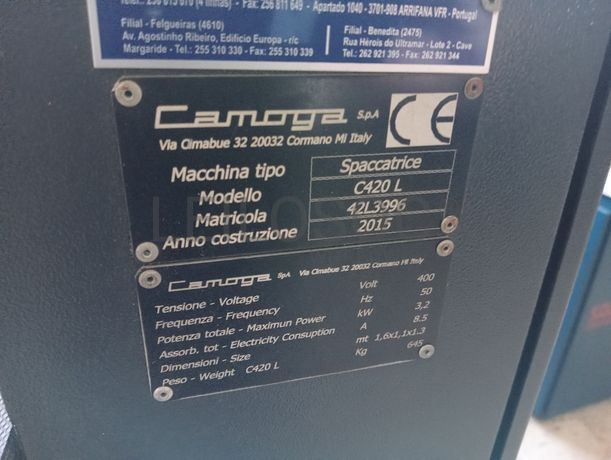 Apartado 1040 - 3701-908 ARRIFANA VFR - Portugal
Filial - Felgueiras (4610)
Av. Agostinho Ribeiro, Edificio Europa - r/c
Margaride - Tel.: 255 310 330 - Fax: 255 310 339
Filial - Benedita (2475)
Rua Hérois do Ultramar - Lote 2 - Cave
Tel.: 262 921 395 - Fax: 262 921 344
Camoga S.p.A CE
Via Cimabue 32 20032 Cormano Mi Italy
Macchina tipo Spaccatrice
Modello C420 L
Matricola 42L3996
Anno costruzione 2015
Camoga SpA Via Cimabue 32 20032 Cormano Mi Italy
Tensione - Voltage Volt 400
Frequenza - Frequency Hz 50
Potenza totale - Maximun Power kW 3,2
Assorb. tot - Electricity Consuption A 8.5
Dimensioni - Size mt 1,6x1,1x1.3
Peso - Weight C420 L Kg 645